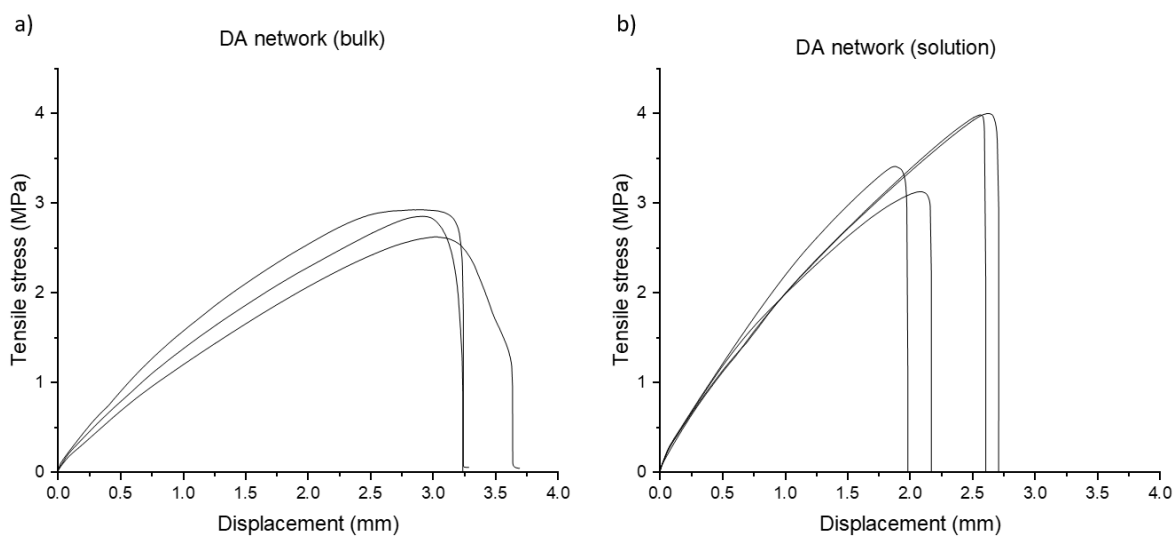 a)
DA network (bulk)
Tensile stress (MPa)
4
3
2
1
0
0.0 0.5 1.0 1.5 2.0 2.5 3.0 3.5 4.0
Displacement (mm)
b)
DA network (solution)
Tensile stress (MPa)
4
3
2
1
0
0.0 0.5 1.0 1.5 2.0 2.5 3.0 3.5 4.0
Displacement (mm)